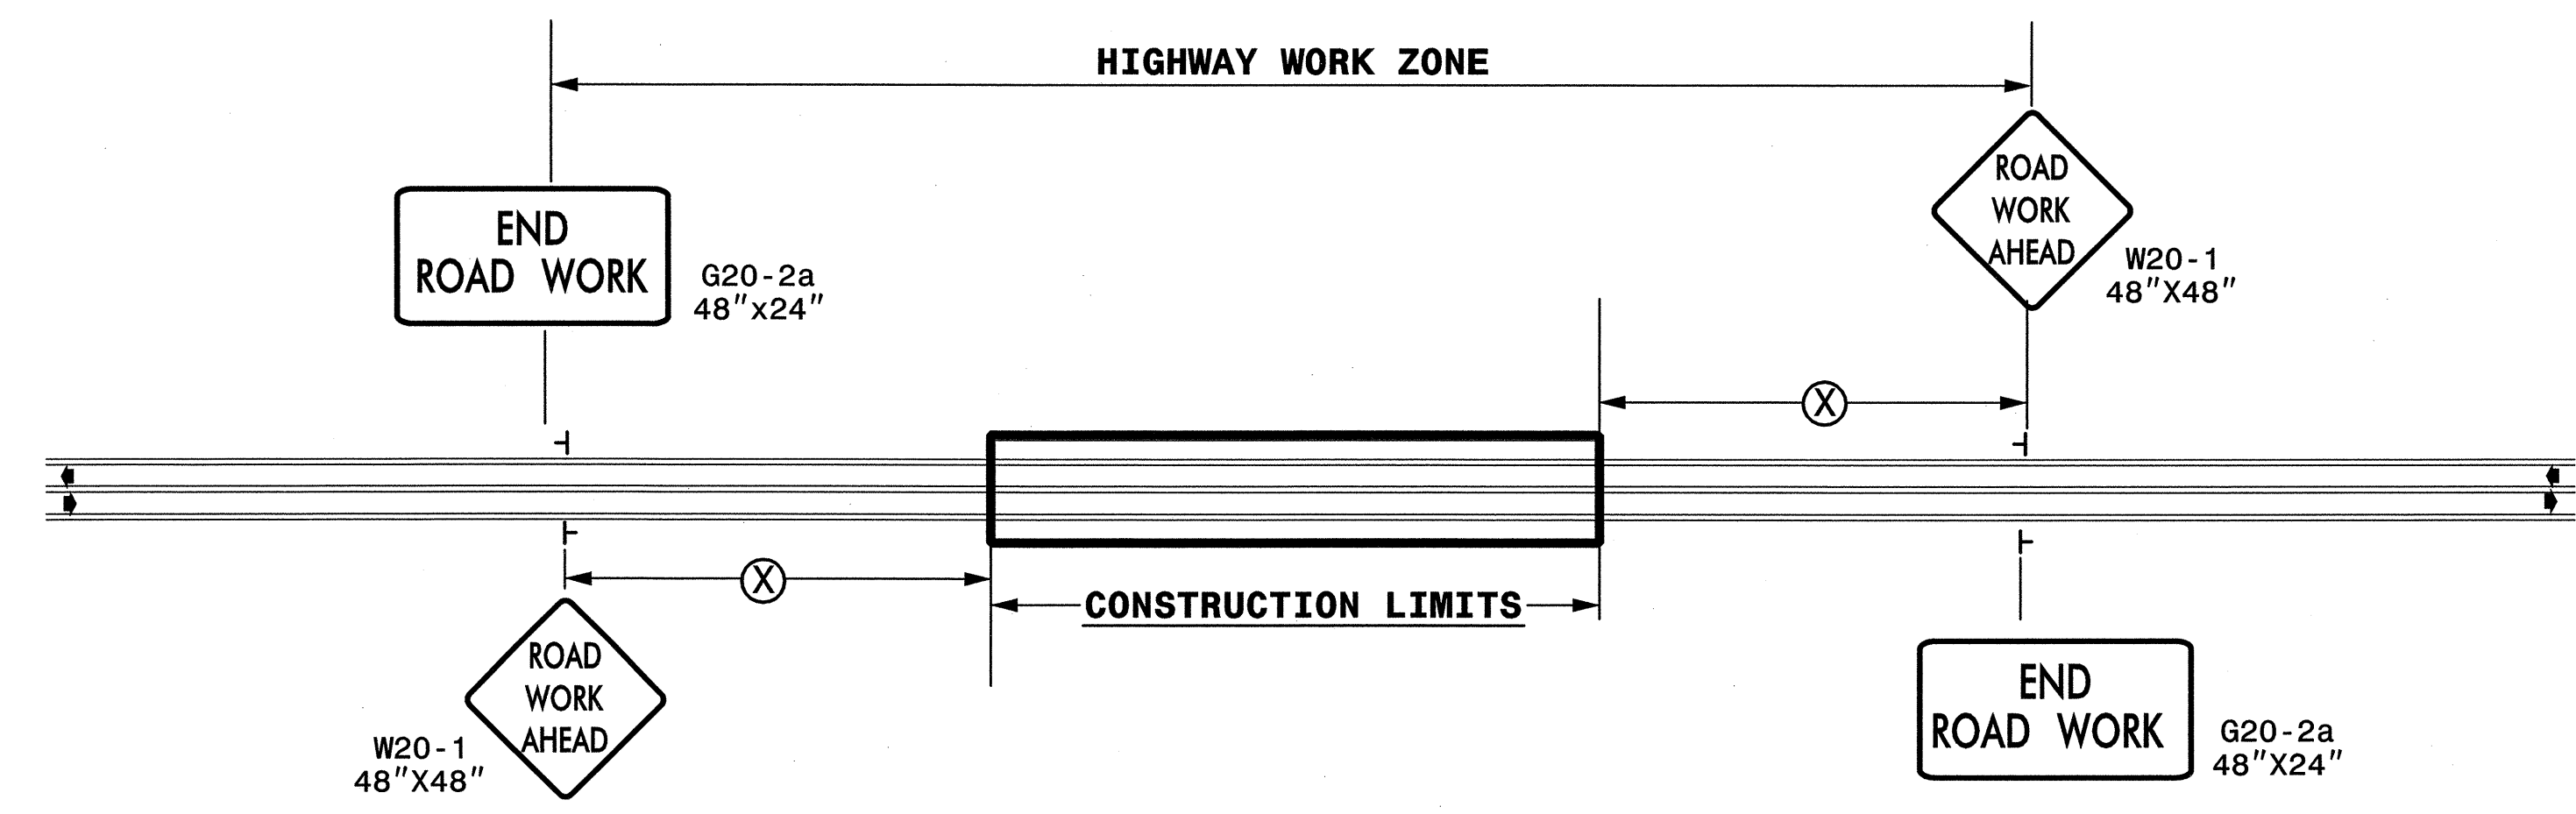 HIGHWAY WORK ZONE
END
ROAD WORK
G20-2a
48"x24"
ROAD
WORK
AHEAD
W20-1
48"X48"
X
X
CONSTRUCTION LIMITS
ROAD
WORK
AHEAD
W20-1
48"X48"
END
ROAD WORK
G20-2a
48"X24"